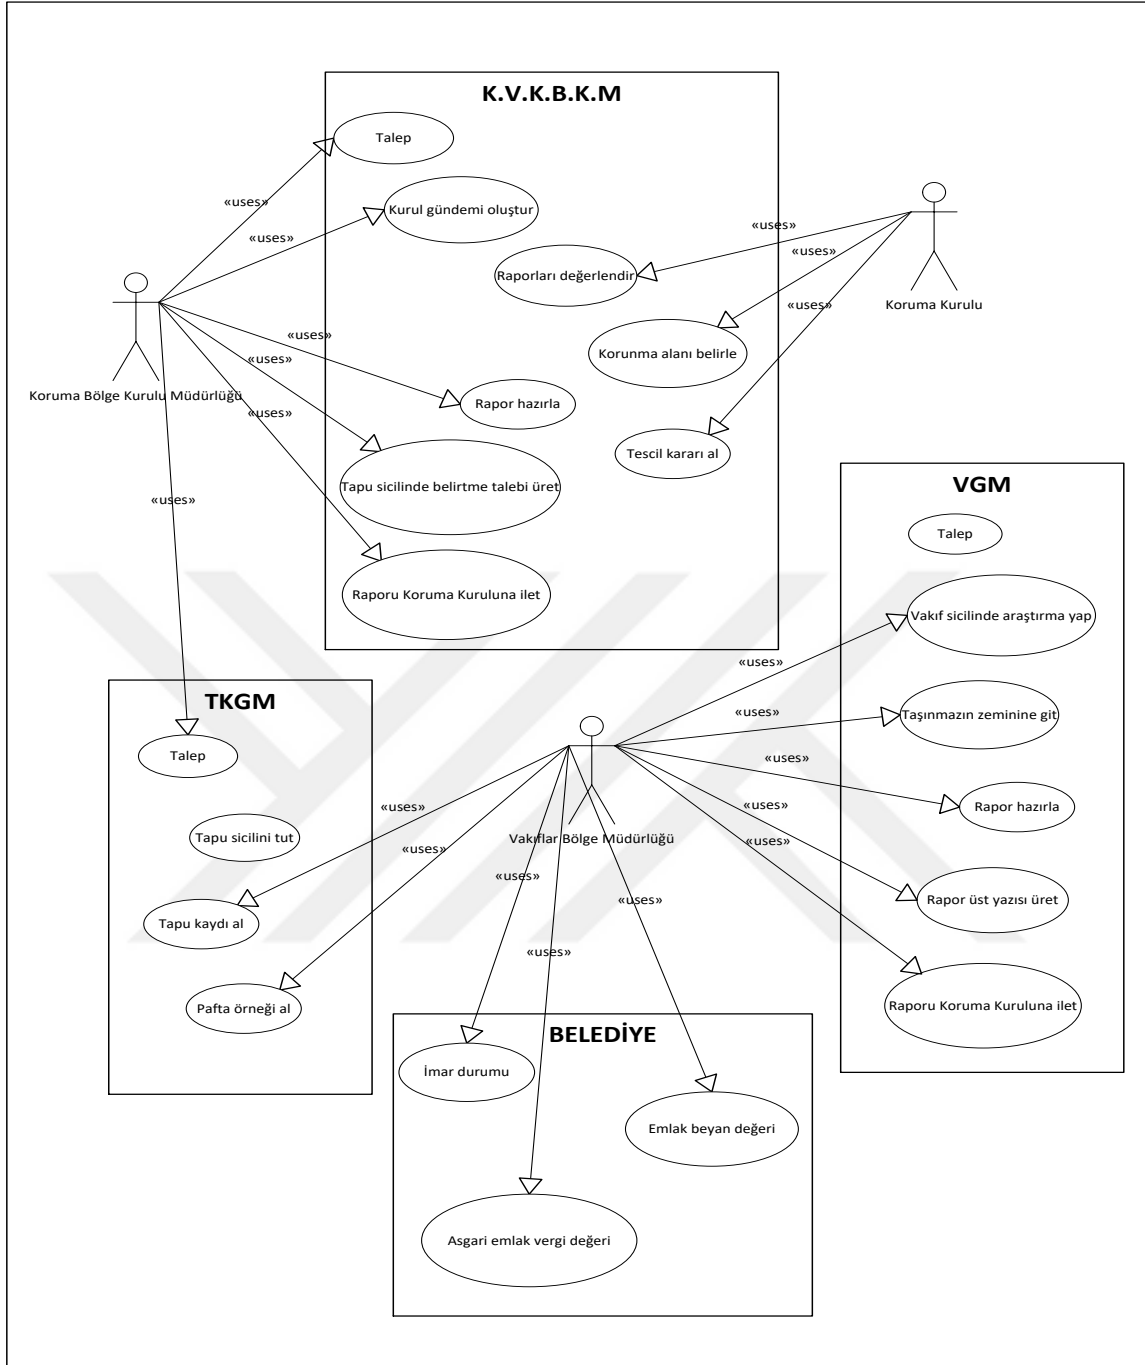 K.V.K.B.K.M
Talep
«uses»
Kurul gündemi oluştur
«uses»
«uses»
Raporları değerlendir
«uses»
Koruma Kurulu
«uses»
Koruma Bölge Kurulu Müdürlüğü
«uses»
Korunma alanı belirle
«uses»
Rapor hazırla
«uses»
Tescil kararı al
Tapu sicilinde belirtme talebi üret
«uses»
Raporu Koruma Kuruluna ilet
VGM
Talep
Vakıf sicilinde araştırma yap
«uses»
TKGM
Talep
Taşınmazın zeminine git
«uses»
«uses»
Rapor hazırla
«uses»
«uses»
Tapu sicilini tut
Vakıflar Bölge Müdürlüğü
«uses»
«uses»
«uses»
Rapor üst yazısı üret
«uses»
Tapu kaydı al
«uses»
Pafta örneği al
Raporu Koruma Kuruluna ilet
BELEDİYE
İmar durumu
Emlak beyan değeri
Asgari emlak vergi değeri